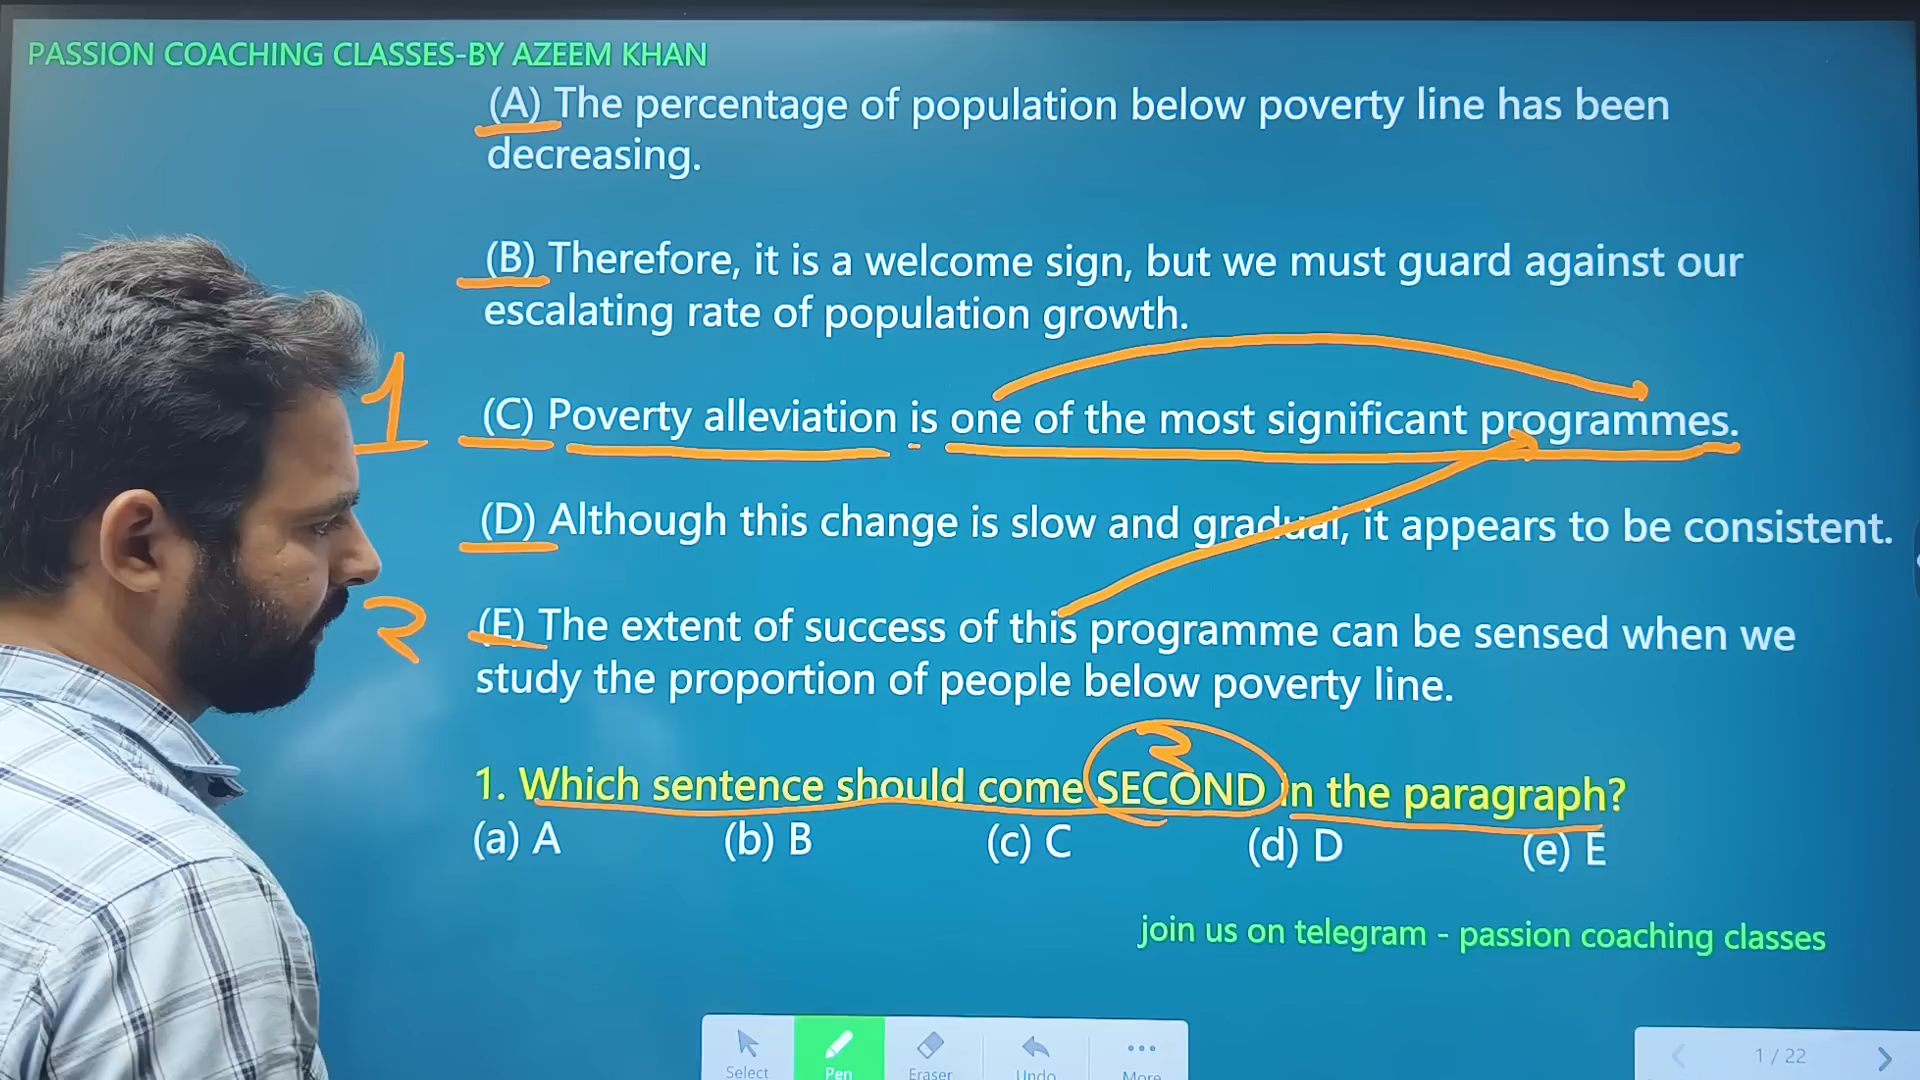 PASSION COACHING CLASSES-BY AZEEM KHAN
(A) The percentage of population below poverty line has been
decreasing.
(B) Therefore, it is a welcome sign, but we must guard against our
escalating rate of population growth.
1
(C) Poverty alleviation is one of the most significant programmes.
(D) Although this change is slow and gradual, it appears to be consistent.
2
(E) The extent of success of this programme can be sensed when we
study the proportion of people below poverty line.
2
1. Which sentence should come SECOND in the paragraph?
(a) A (b) B (c) C (d) D (e) E
join us on telegram - passion coaching classes
Select Pen Eraser Undo More
1 / 22